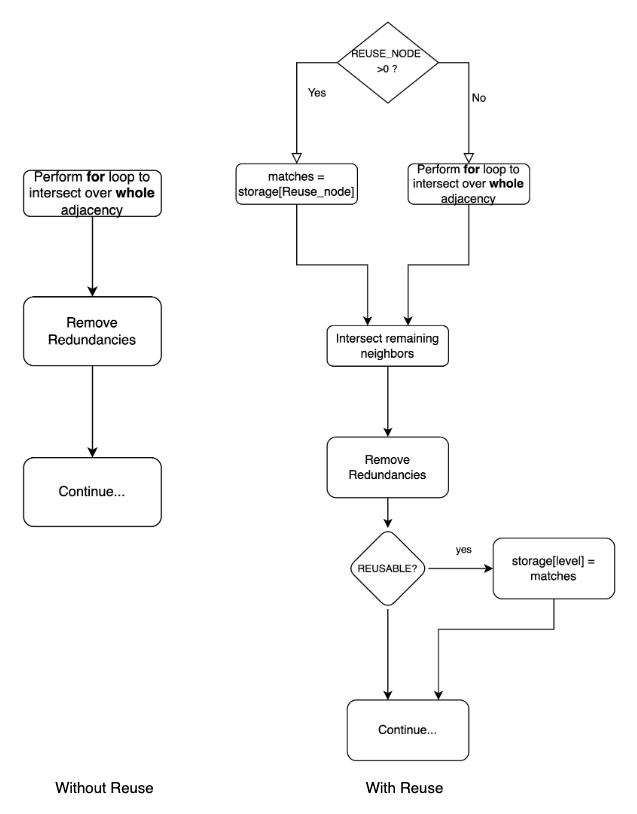 Perform for loop to
intersect over whole
adjacency
Remove
Redundancies
Continue...
Without Reuse
REUSE_NODE
>0 ?
Yes
No
matches =
storage[Reuse_node]
Perform for loop to
intersect over whole
adjacency
Intersect remaining
neighbors
Remove
Redundancies
REUSABLE?
yes
storage[level] =
matches
Continue...
With Reuse